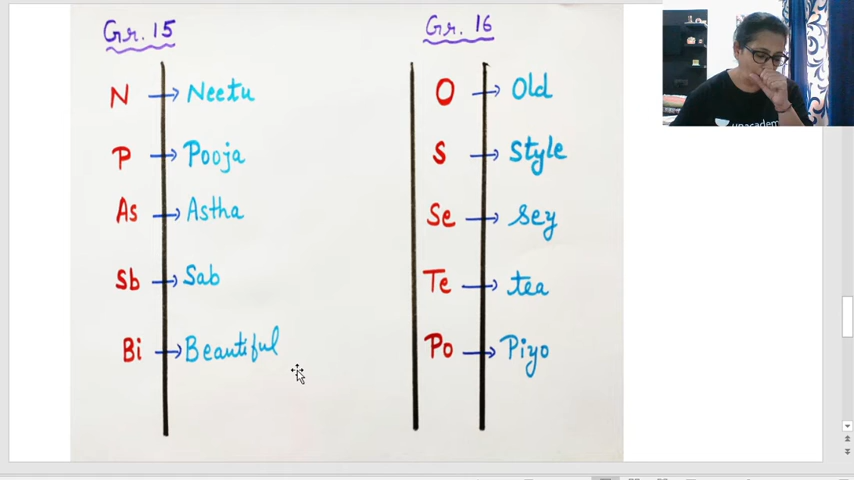 Gr. 15
N → Neetu
P → Pooja
As → Astha
Sb → Sab
Bi → Beautiful
Gr. 16
O → Old
S → Style
Se → Sey
Te → tea
Po → Piyo
unacadem